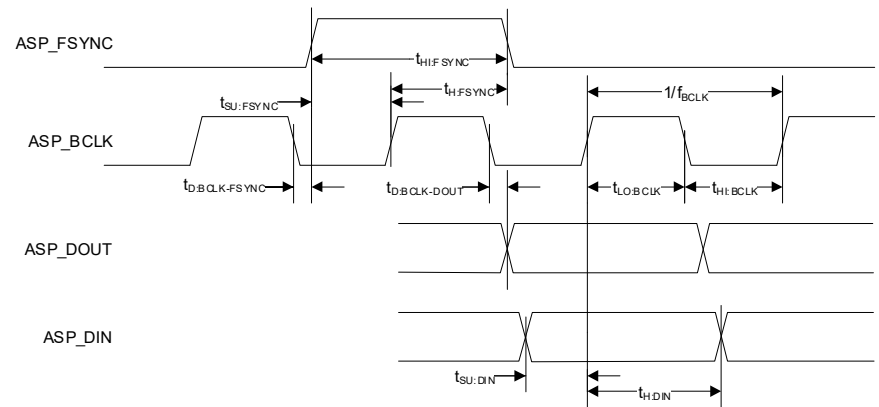 ASP_FSYNC
tHI:FSYNC
tH:FSYNC
tSU:FSYNC
1/fBCLK
ASP_BCLK
tD:BCLK-FSYNC
tD:BCLK-DOUT
tLO:BCLK
tHI:BCLK
ASP_DOUT
ASP_DIN
tSU:DIN
tH:DIN